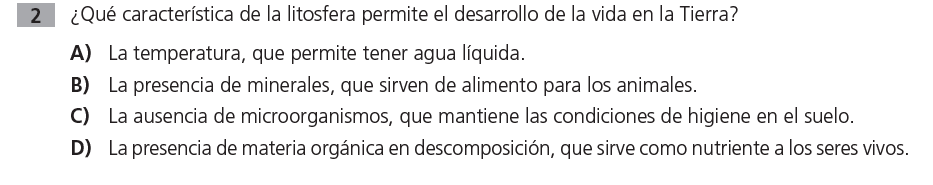 2 ¿Qué característica de la litosfera permite el desarrollo de la vida en la Tierra?
A) La temperatura, que permite tener agua líquida.
B) La presencia de minerales, que sirven de alimento para los animales.
C) La ausencia de microorganismos, que mantiene las condiciones de higiene en el suelo.
D) La presencia de materia orgánica en descomposición, que sirve como nutriente a los seres vivos.